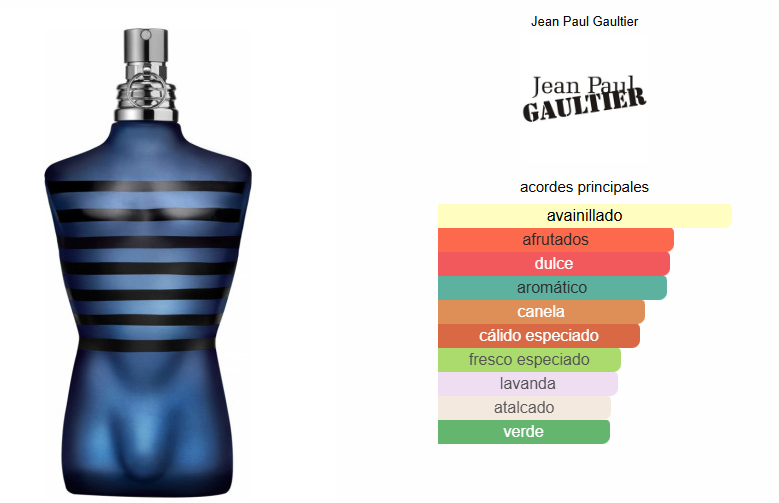 Jean Paul Gaultier
Jean Paul
GAULTIER
acordes principales
avainillado
afrutados
dulce
aromático
canela
cálido especiado
fresco especiado
lavanda
atalcado
verde